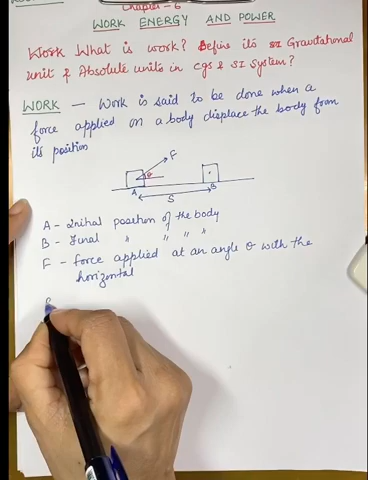 Chapter - 6
WORK ENERGY AND POWER
Work What is work? Define its SI Gravitational
unit & Absolute units in cgs & SI System?
WORK — Work is said to be done when a
force applied on a body displace the body from
its position
F
θ
A B
S
A - Initial position of the body
B - Final " " " "
F - force applied at an angle θ with the
horizontal